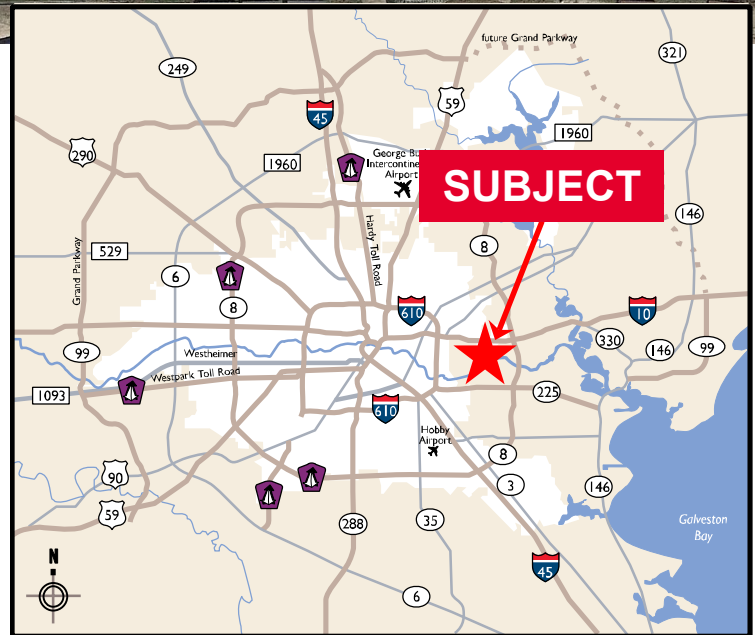 future Grand Parkway
321
249
59
45
290
1960
1960
George Bu
Intercontine
Airport
SUBJECT
146
Hardy Toll Road
8
529
Grand Parkway
6
8
610
10
330
146
99
99
Westheimer
Westpark Toll Road
1093
225
610
Hobby
Airport
8
3
90
59
146
288
35
Galveston
Bay
N
45
6